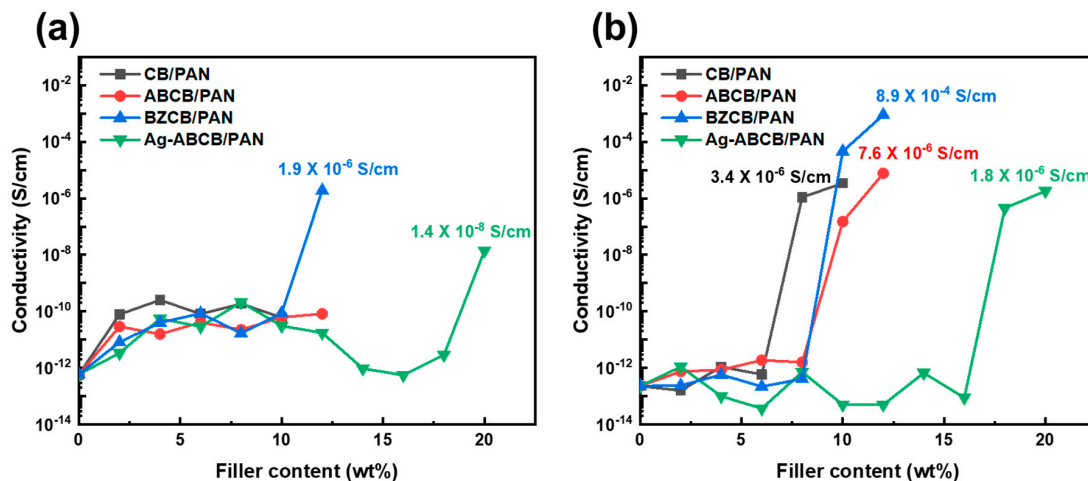 (a)
CB/PAN
ABCB/PAN
BZCB/PAN
Ag-ABCB/PAN
1.9 X 10⁻⁶ S/cm
1.4 X 10⁻⁸ S/cm
Conductivity (S/cm)
10⁻²
10⁻⁴
10⁻⁶
10⁻⁸
10⁻¹⁰
10⁻¹²
10⁻¹⁴
0 5 10 15 20
Filler content (wt%)
(b)
CB/PAN
ABCB/PAN
BZCB/PAN
Ag-ABCB/PAN
8.9 X 10⁻⁴ S/cm
7.6 X 10⁻⁶ S/cm
3.4 X 10⁻⁶ S/cm
1.8 X 10⁻⁶ S/cm
Conductivity (S/cm)
10⁻²
10⁻⁴
10⁻⁶
10⁻⁸
10⁻¹⁰
10⁻¹²
10⁻¹⁴
0 5 10 15 20
Filler content (wt%)